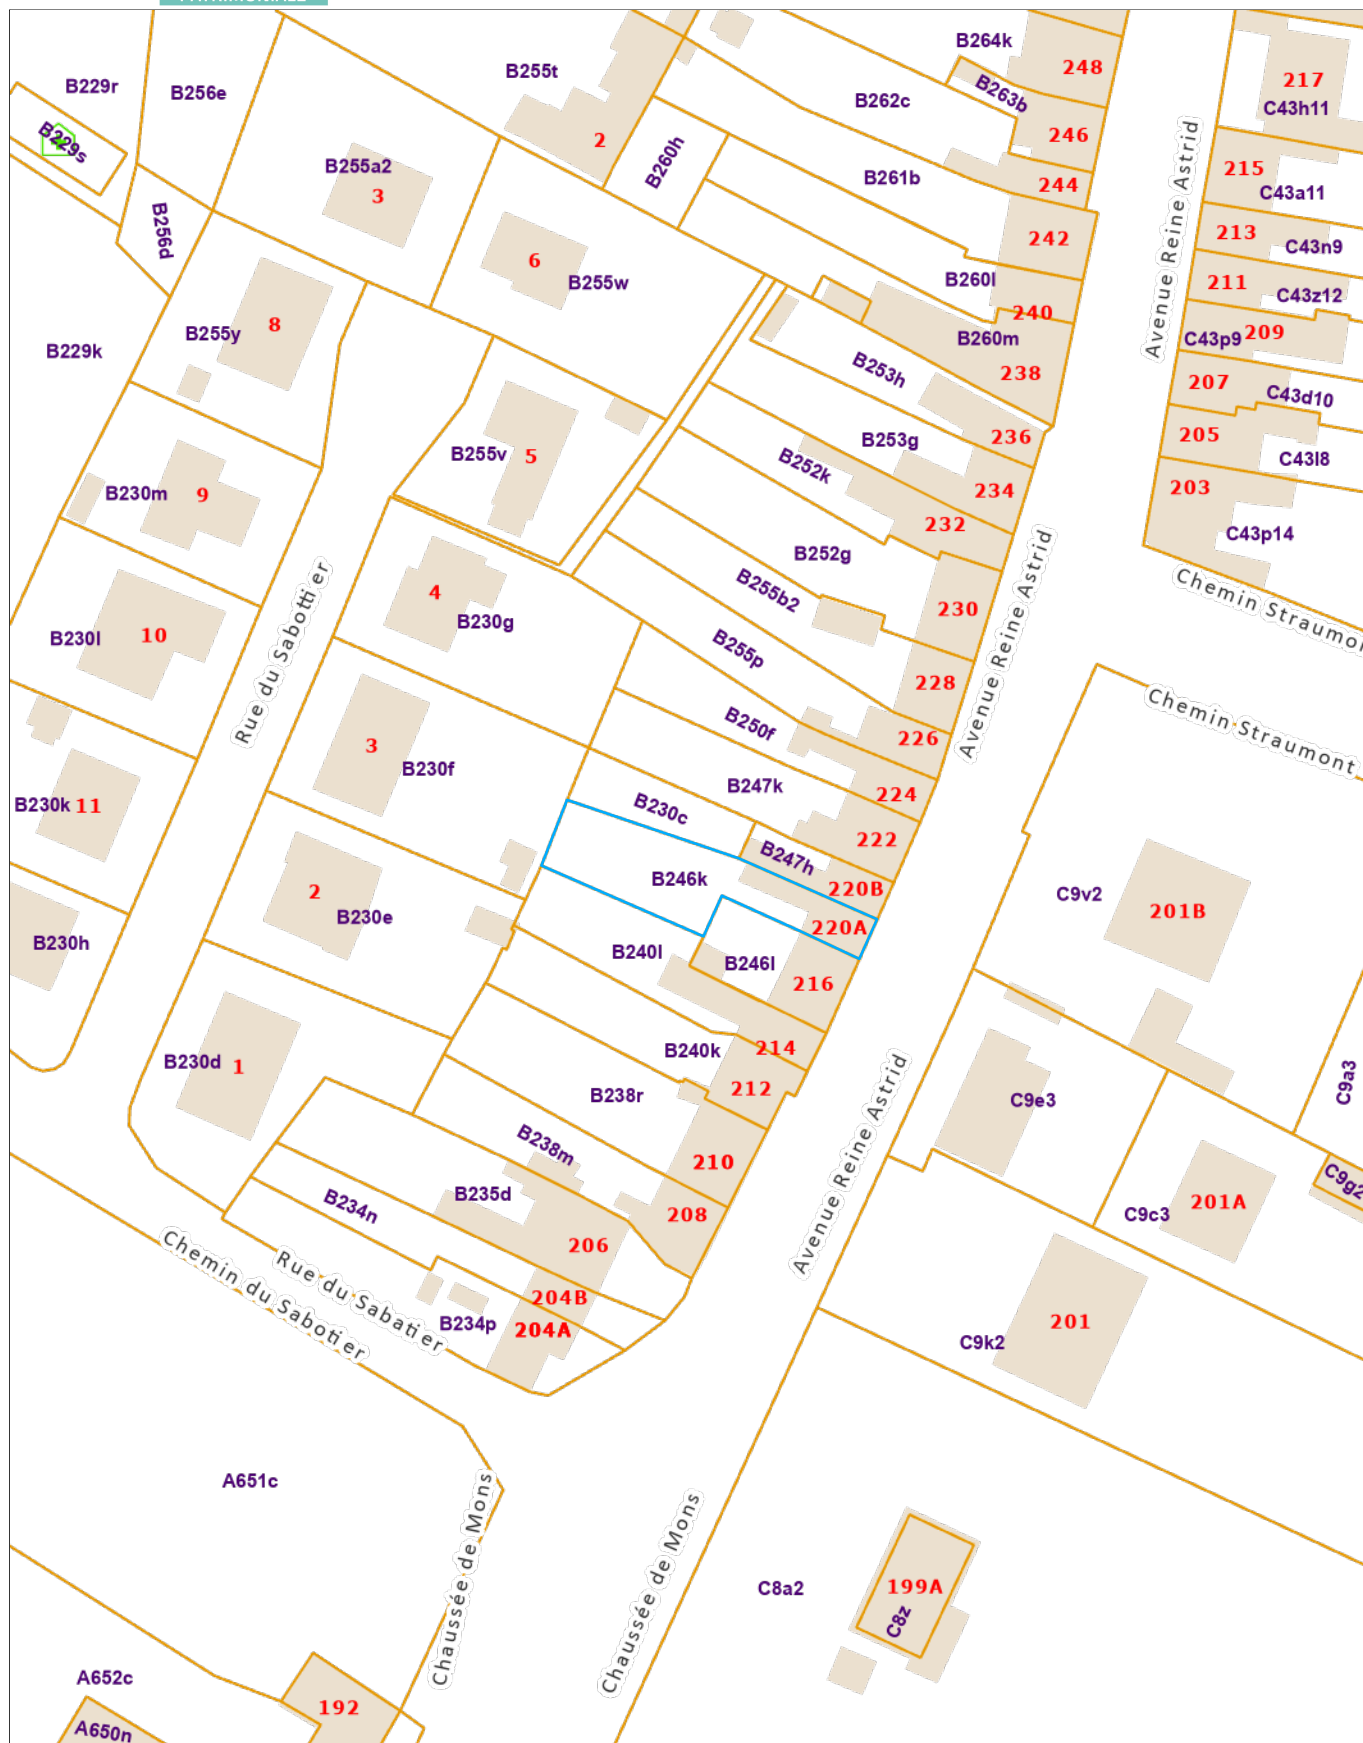 B229r
B256e
B255t
B264k
248
217
B263b
C43h11
B262c
B229s
2
246
B260h
B255a2
3
215
B261b
244
C43a11
Avenue Reine Astrid
B256d
242
213
C43n9
6
B255w
B260l
211
C43z12
240
8
B255y
B260m
C43p9
209
B229k
B253h
238
207
C43d10
236
B253g
205
B255v
5
B252k
C43l8
B230m
9
234
203
232
C43p14
B252g
Avenue Reine Astrid
Chemin Straumo
B255b2
4
B230g
230
B230l
10
Rue du Sabottier
B255p
228
Chemin Straumont
B250f
226
3
B230f
B247k
224
B230k
11
B230c
222
B247h
B246k
220B
2
B230e
C9v2
201B
220A
B230h
B240l
B246l
216
B240k
214
B230d
1
212
C9a3
B238r
C9e3
Avenue Reine Astrid
B238m
210
B235d
C9g2
B234n
208
C9c3
201A
206
Rue du Sabatier
Chemin du Sabotier
204B
B234p
204A
201
C9k2
A651c
Chaussée de Mons
Chaussée de Mons
C8a2
199A
C8z
A652c
192
A650n